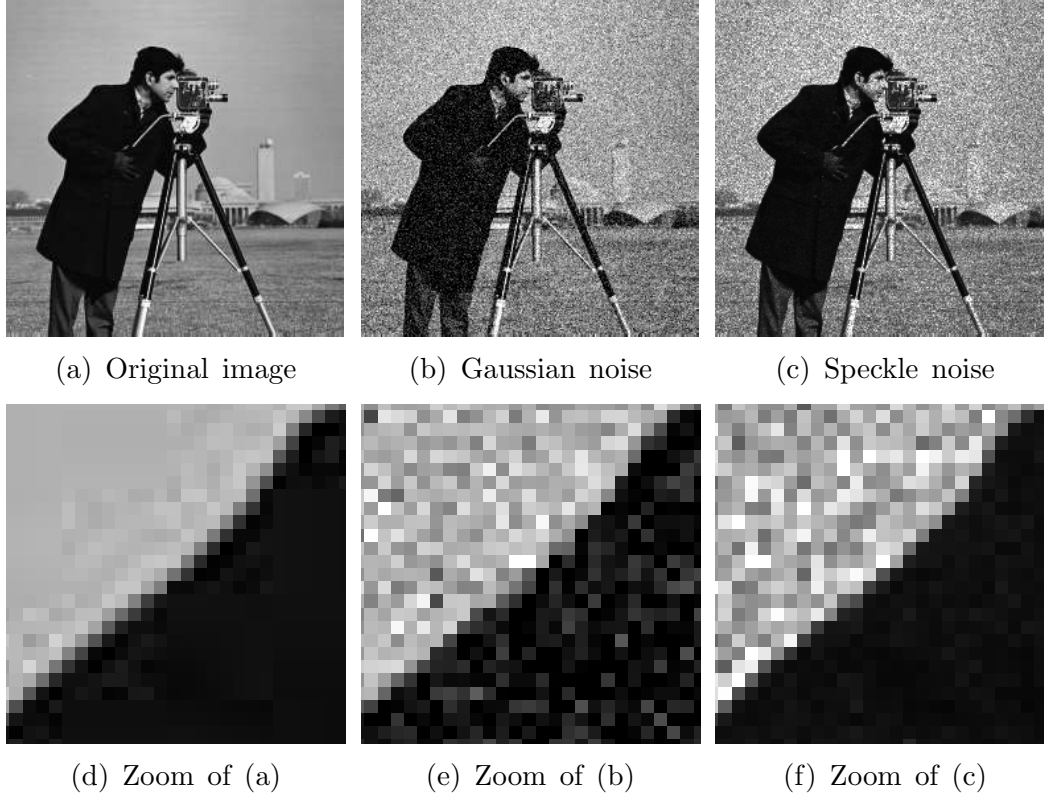 (a) Original image
(b) Gaussian noise
(c) Speckle noise
(d) Zoom of (a)
(e) Zoom of (b)
(f) Zoom of (c)